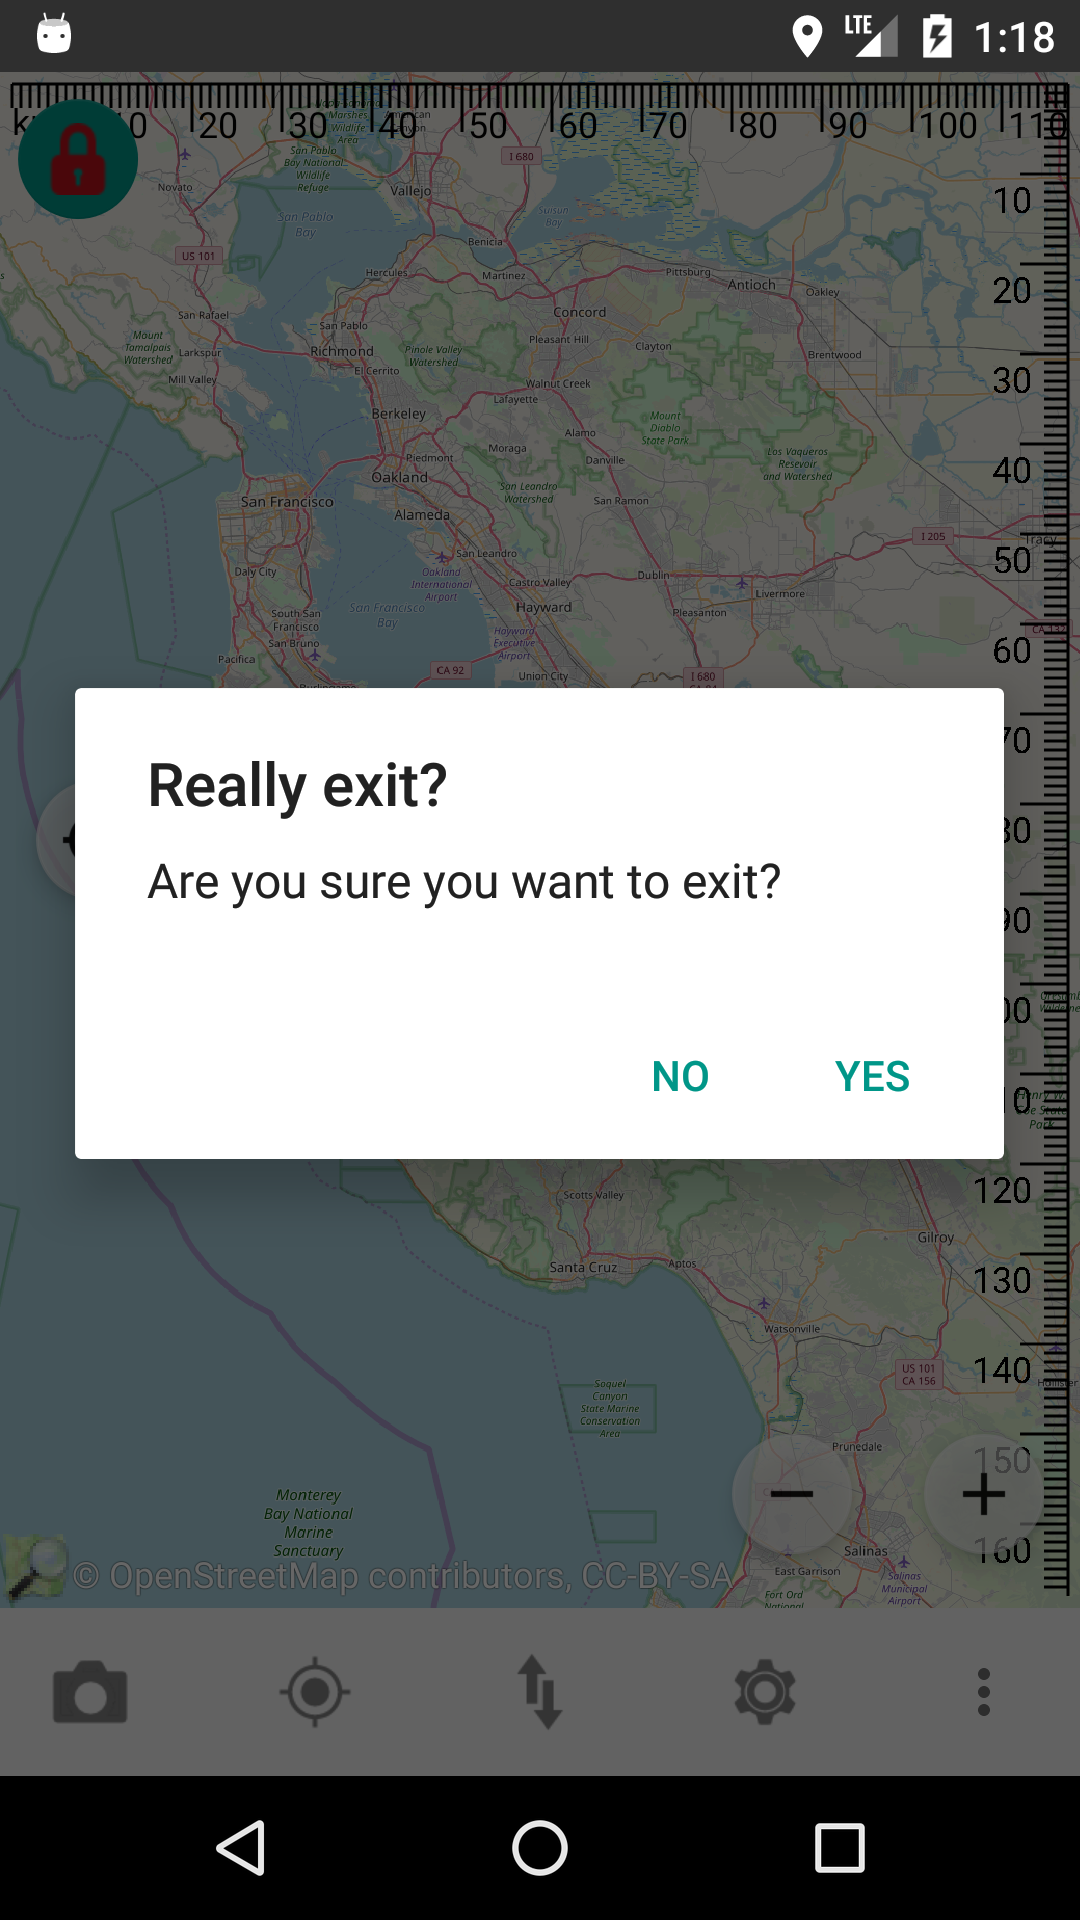 LTE 1:18
20 30 40 50 60 70 80 90 100 110
Novato
San Pablo
Bay National
Wildlife
Refuge
Vallejo
I 680
San Pablo
Bay
Suisun
Bay
US 101
Benicia
Hercules
Martinez
Pittsburg
Antioch
Oakley
10
20
San Rafael
San Pablo
Concord
Mount
Tamalpais
Watershed
Larkspur
Richmond
Pinole Valley
Watershed
Pleasant Hill
Clayton
Brentwood
El Cerrito
Mill Valley
Walnut Creek
Lafayette
30
Berkeley
Mount
Diablo
State Park
Alamo
Moraga
Danville
Los Vaqueros
Resevoir
and Watershed
Piedmont
Oakland
40
San Leandro
Watershed
San Francisco
San Ramon
Alameda
I 205
Tracy
San Leandro
50
Daly City
Oakland
International
Airport
Castro Valley
Dublin
Livermore
San Francisco
Bay
Hayward
Pleasanton
South San
Francisco
San Bruno
Hayward
Executive
Airport
CA 132
60
Pacifica
CA 92
Union City
I 680
Really exit?
Are you sure you want to exit?
NO YES
Scotts Valley
120
Gilroy
Santa Cruz
Aptos
130
Watsonville
US 101
CA 156
140
Soquel
Canyon
State Marine
Conservation
Area
Prunedale
150
Monterey
Bay National
Marine
Sanctuary
Salinas
160
East Garrison
Salinas
Municipal
Airport
Fort Ord
National
© OpenStreetMap contributors, CC-BY-SA